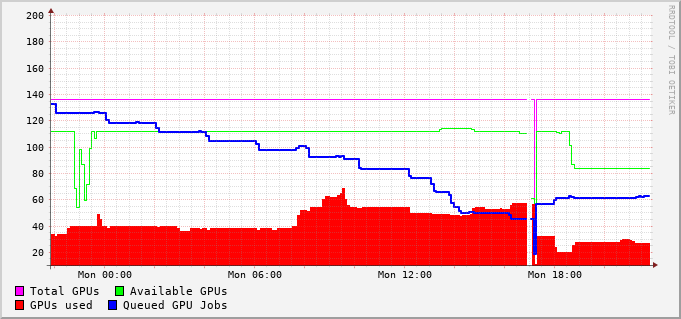 200
180
160
140
120
100
80
60
40
20
Mon 00:00 Mon 06:00 Mon 12:00 Mon 18:00
Total GPUs Available GPUs
GPUs used Queued GPU Jobs
RRDTOOL / TOBI OETIKER